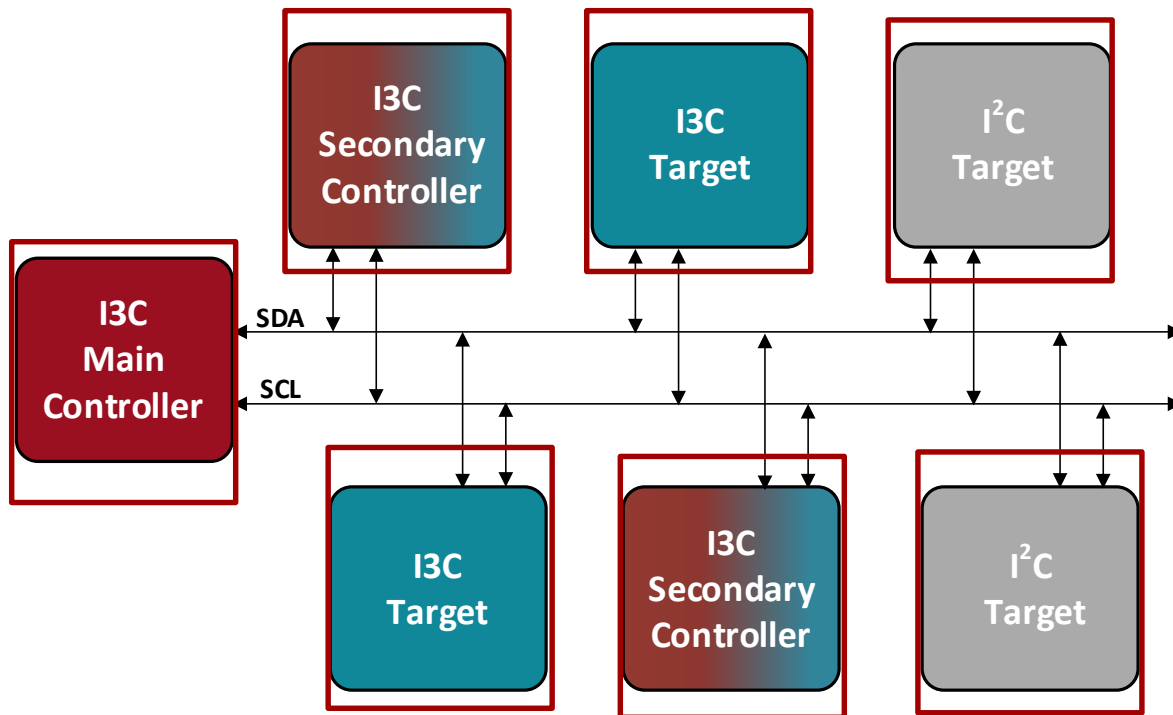 I3C
Secondary
Controller
I3C
Target
I²C
Target
I3C
Main
Controller
SDA
SCL
I3C
Target
I3C
Secondary
Controller
I²C
Target